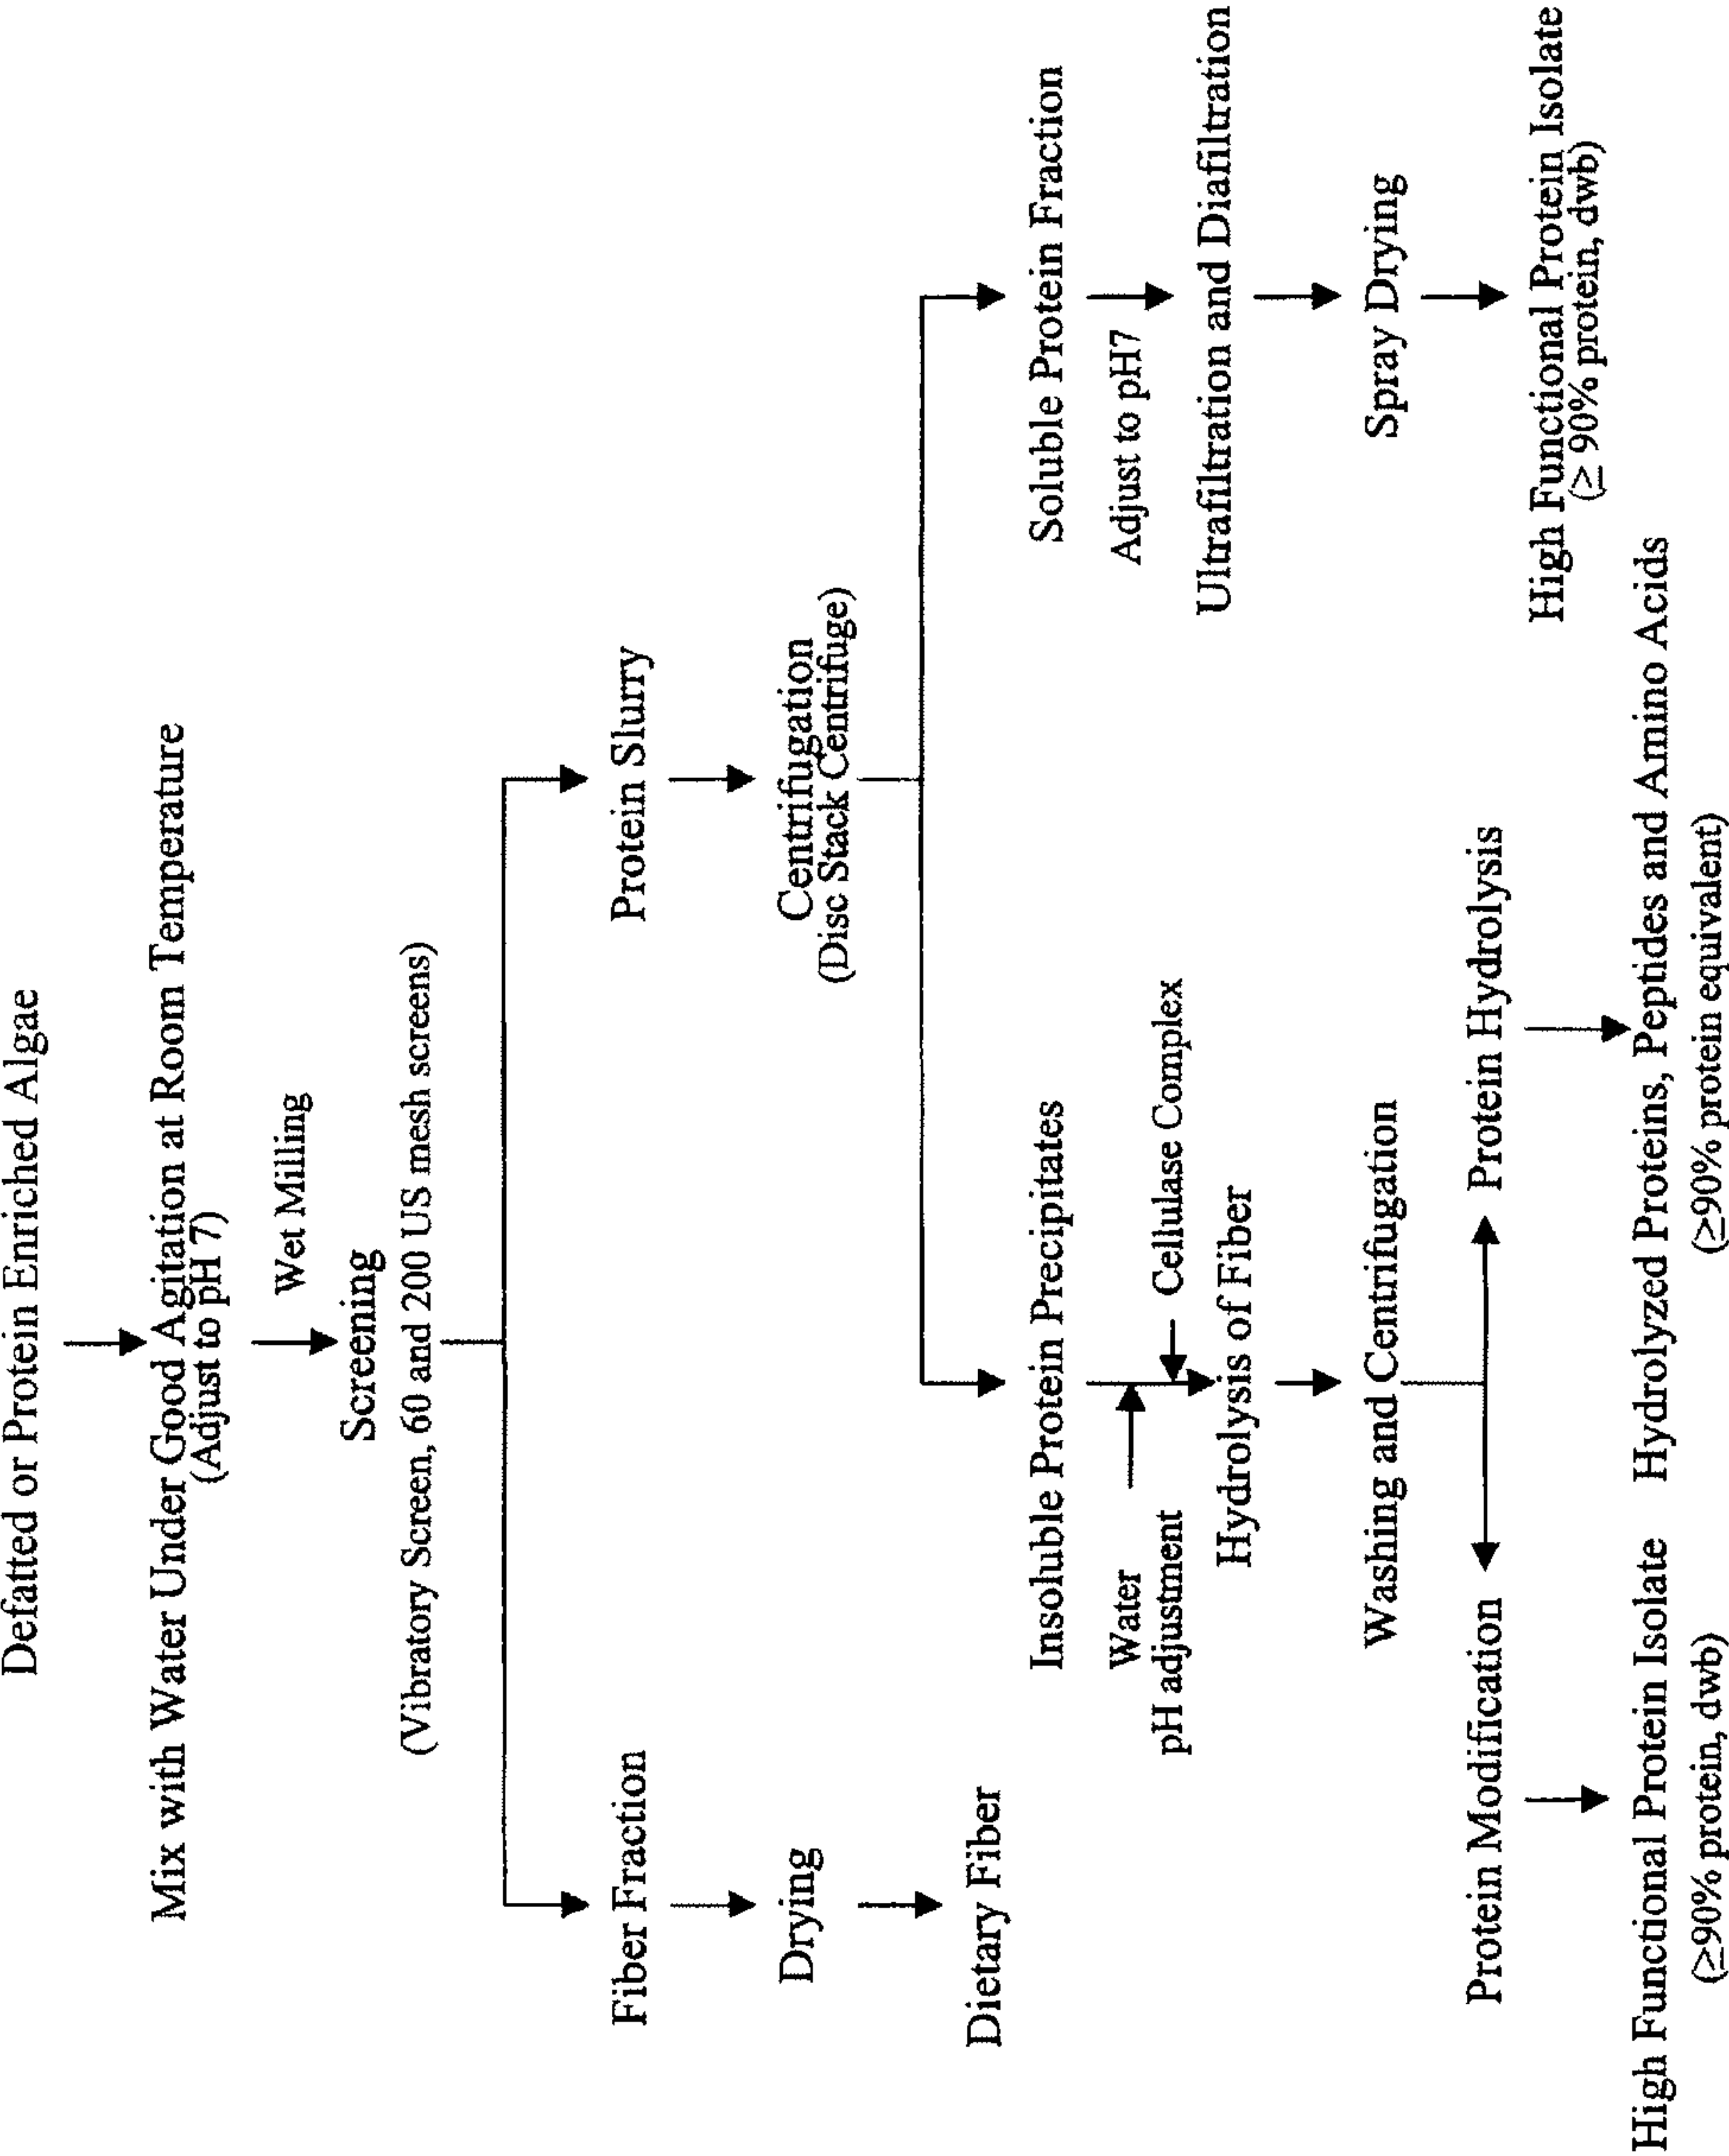 Defatted or Protein Enriched Algae
Mix with Water Under Good Agitation at Room Temperature
(Adjust to pH 7)
Wet Milling
Screening
(Vibratory Screen, 60 and 200 US mesh screens)
Fiber Fraction
Drying
Dietary Fiber
Protein Slurry
Centrifugation
(Disc Stack Centrifuge)
Insoluble Protein Precipitates
Water
pH adjustment
Cellulase Complex
Hydrolysis of Fiber
Washing and Centrifugation
Protein Modification
High Functional Protein Isolate
(≥90% protein, dwb)
Protein Hydrolysis
Hydrolyzed Proteins, Peptides and Amino Acids
(≥90% protein equivalent)
Soluble Protein Fraction
Adjust to pH7
Ultrafiltration and Diafiltration
Spray Drying
High Functional Protein Isolate
(≥ 90% protein, dwb)